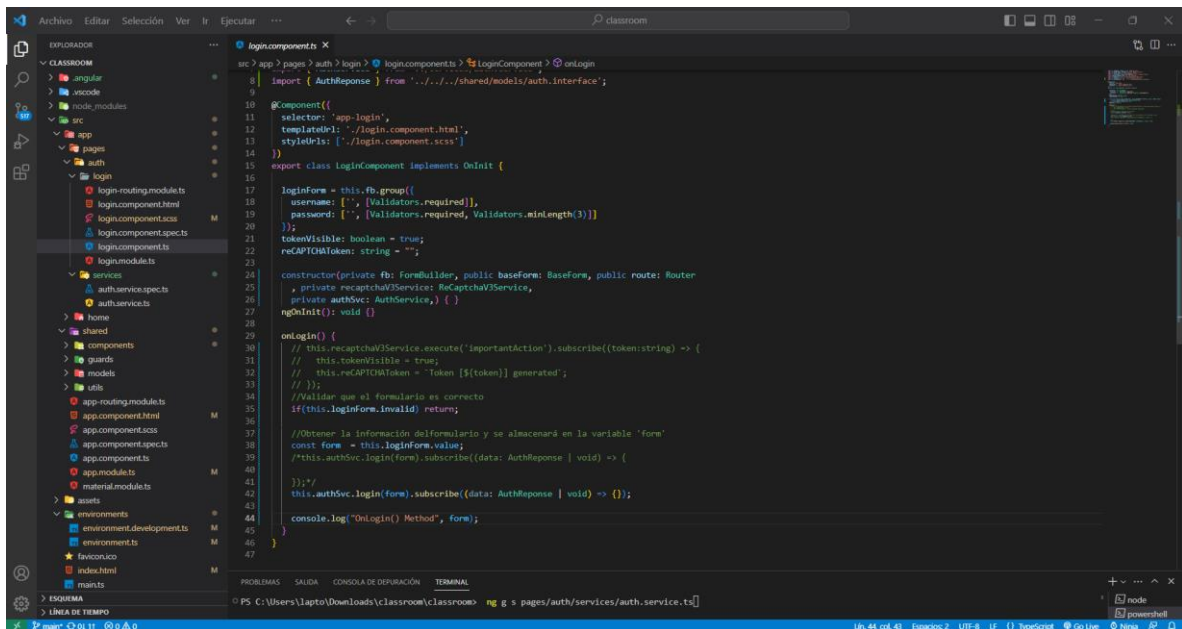 Archivo Editar Selección Ver Ir Ejecutar ...
classroom
EXPLORADOR
CLASSROOM
.angular
.vscode
node_modules
src
app
pages
auth
login
login-routing.module.ts
login.component.html
login.component.scss M
login.component.spec.ts
login.component.ts
login.module.ts
services
auth.service.spec.ts
auth.service.ts
home
shared
components
guards
models
utils
app-routing.module.ts
app.component.html M
app.component.scss
app.component.spec.ts
app.component.ts
app.module.ts M
material.module.ts
assets
environments
environment.development.ts M
environment.ts M
favicon.ico
index.html M
main.ts
ESQUEMA
LÍNEA DE TIEMPO
login.component.ts
src > app > pages > auth > login > login.component.ts > LoginComponent > onLogin
8 import { AuthReponse } from '../../../shared/models/auth.interface';
9
10 @Component({
11 selector: 'app-login',
12 templateUrl: './login.component.html',
13 styleUrls: ['./login.component.scss']
14 })
15 export class LoginComponent implements OnInit {
16
17 loginForm = this.fb.group({
18 username: ['', [Validators.required]],
19 password: ['', [Validators.required, Validators.minLength(3)]]
20 });
21 tokenVisible: boolean = true;
22 reCAPTCHAToken: string = "";
23
24 constructor(private fb: FormBuilder, public baseForm: BaseForm, public route: Router
25 , private recaptchaV3Service: ReCaptchaV3Service,
26 private authSvc: AuthService,) { }
27 ngOnInit(): void {}
28
29 onLogin() {
30 // this.recaptchaV3Service.execute('importantAction').subscribe((token:string) => {
31 // this.tokenVisible = true;
32 // this.reCAPTCHAToken = `Token [${token}] generated`;
33 // });
34 //Validar que el formulario es correcto
35 if(this.loginForm.invalid) return;
36
37 //Obtener la información delformulario y se almacenará en la variable 'form'
38 const form = this.loginForm.value;
39 /*this.authSvc.login(form).subscribe((data: AuthReponse | void) => {
40
41 });*/
42 this.authSvc.login(form).subscribe((data: AuthReponse | void) => {});
43
44 console.log("OnLogin() Method", form);
45 }
46 }
47
PROBLEMAS SALIDA CONSOLA DE DEPURACIÓN TERMINAL
PS C:\Users\lapto\Downloads\classroom\classroom> ng g s pages/auth/services/auth.service.ts
node
powershell
main* 0↓ 1↑ 0 0 Lín. 44, col. 43 Espacios: 2 UTF-8 LF {} TypeScript Go Live Ninja